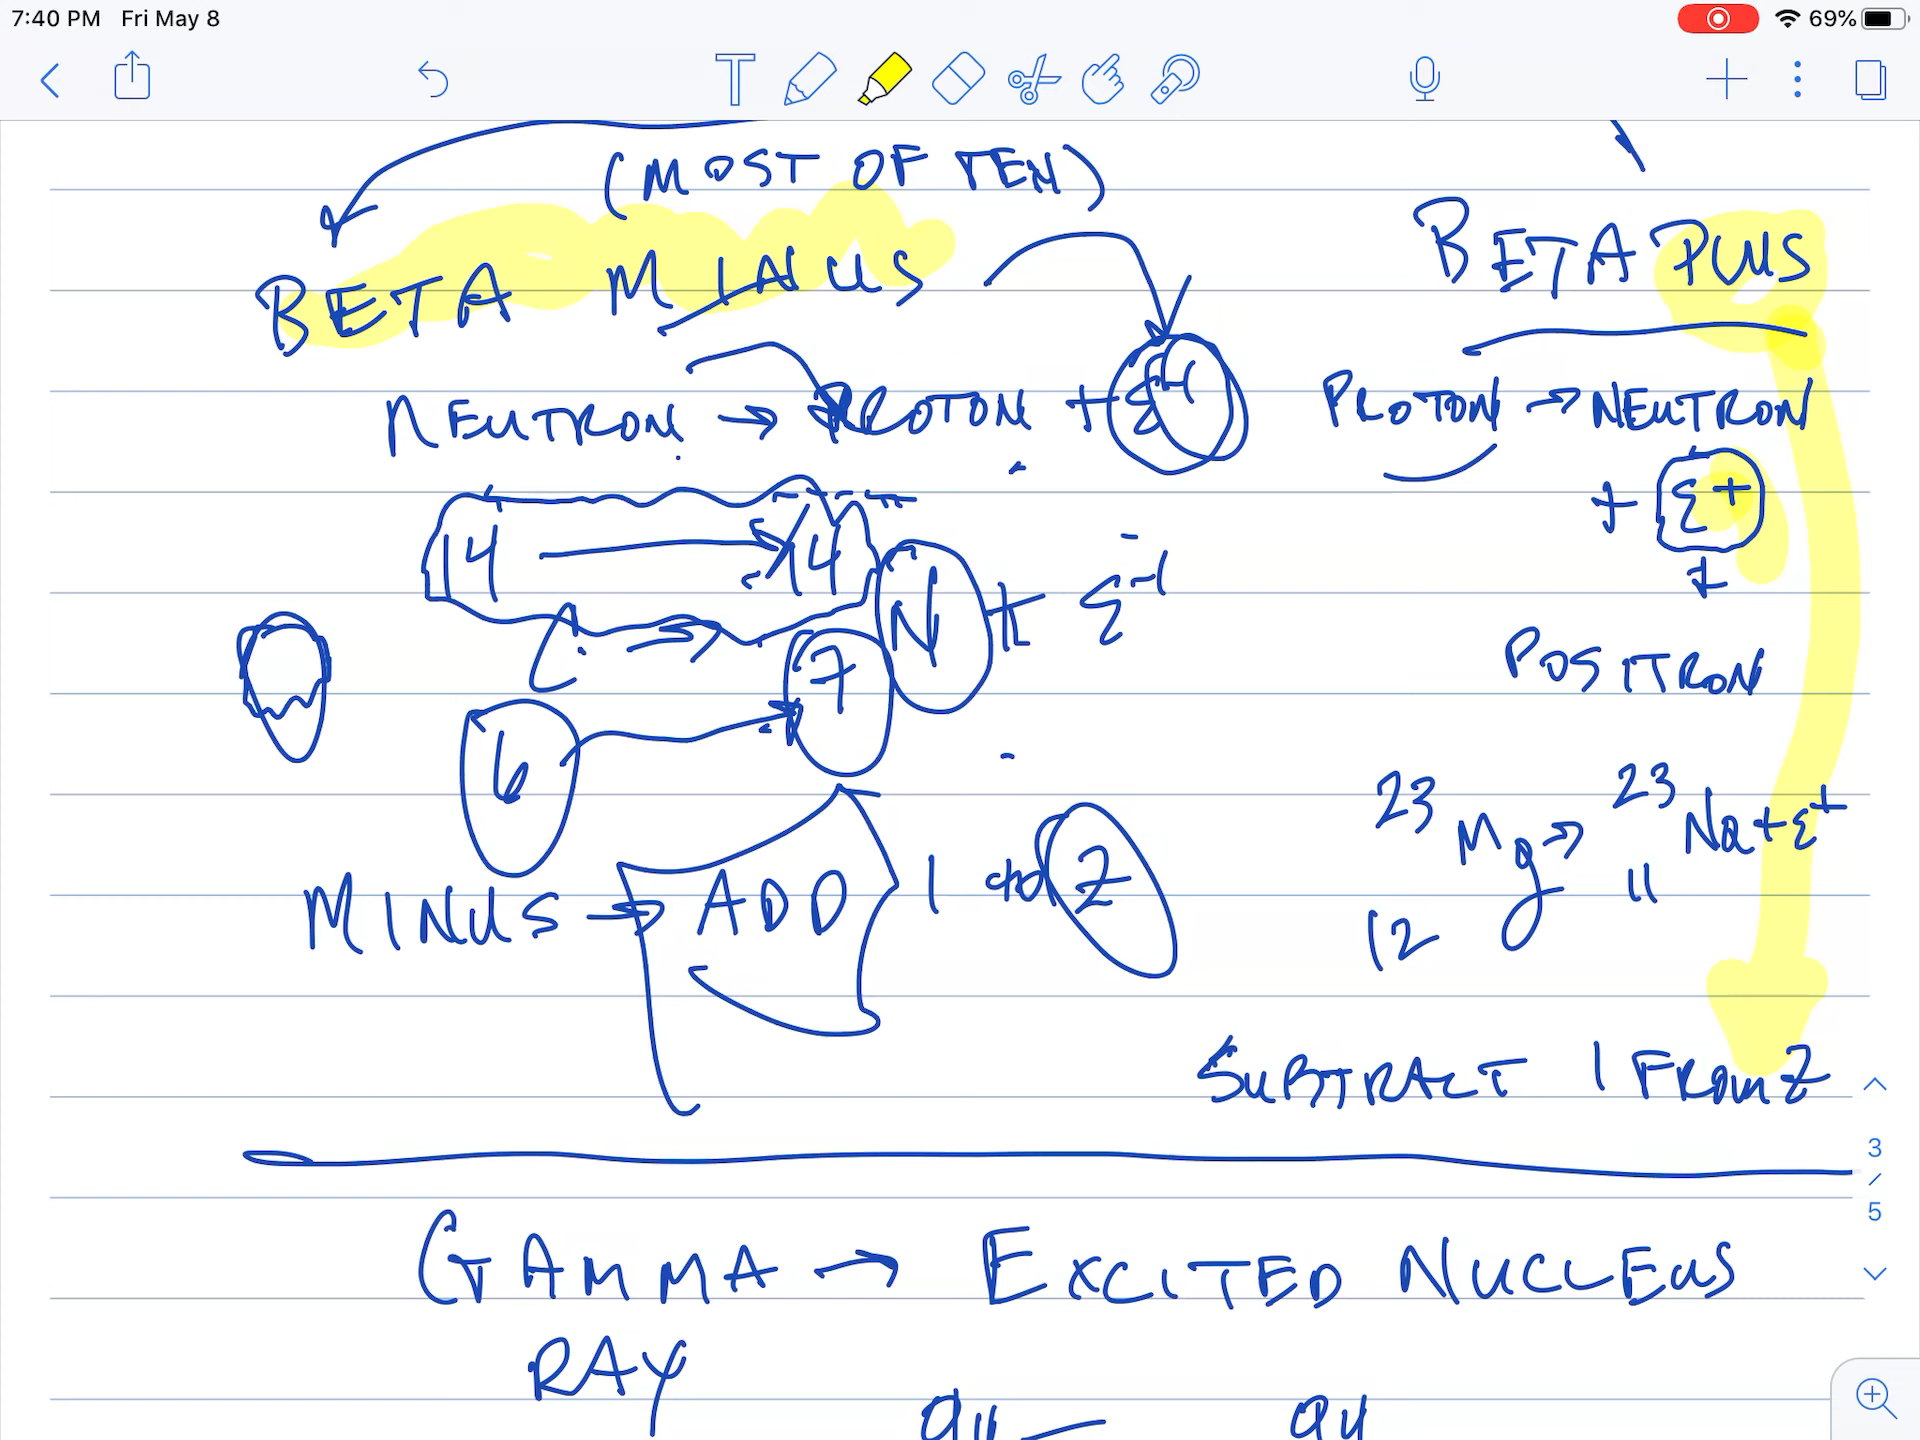 7:40 PM Fri May 8
69%
T
(MOST OFTEN)
BETA MINUS
BETA PLUS
NEUTRON → PROTON + ε-1
PROTON → NEUTRON
+ ε+
14 14
C → N + ε-1
6 7
POSITRON
23 Mg → 23 Na + ε+
12 11
MINUS → ADD 1 to Z
SUBTRACT 1 FROM Z
3
/
5
GAMMA → EXCITED NUCLEUS
RAY